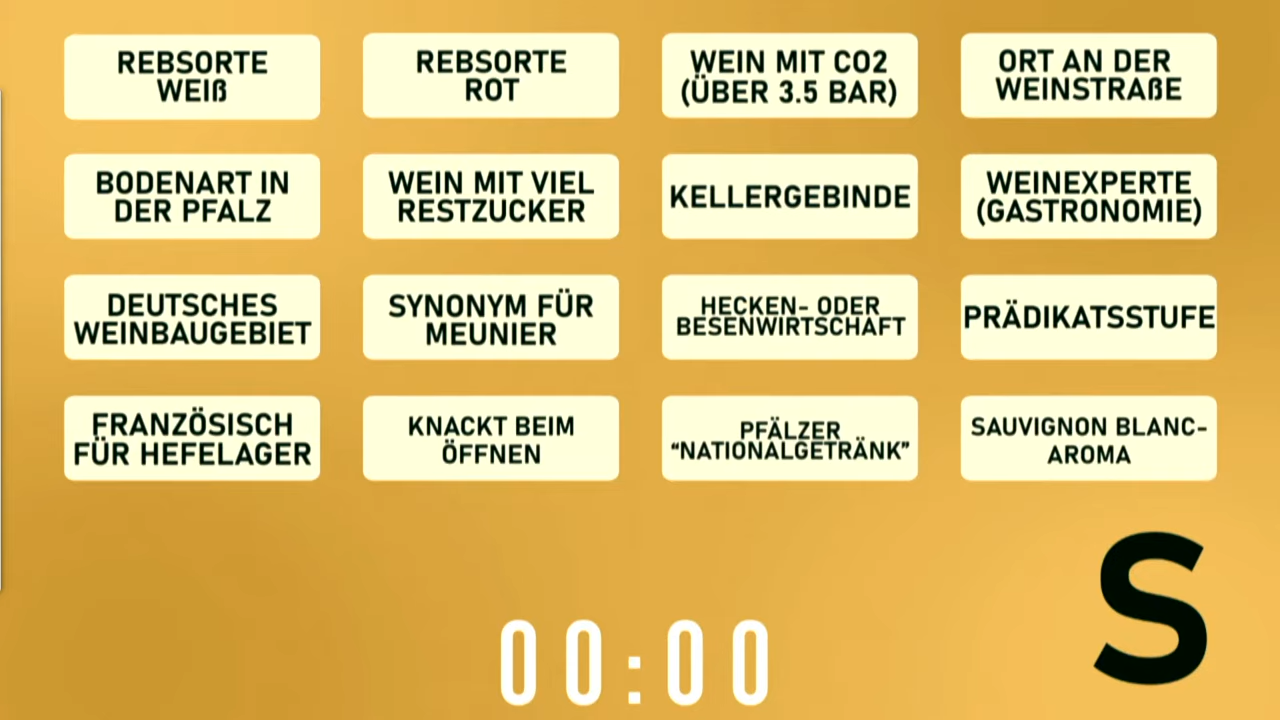 REBSORTE
WEIß
REBSORTE
ROT
WEIN MIT CO2
(ÜBER 3.5 BAR)
ORT AN DER
WEINSTRAßE
BODENART IN
DER PFALZ
WEIN MIT VIEL
RESTZUCKER
KELLERGEBINDE
WEINEXPERTE
(GASTRONOMIE)
DEUTSCHES
WEINBAUGEBIET
SYNONYM FÜR
MEUNIER
HECKEN- ODER
BESENWIRTSCHAFT
PRÄDIKATSSTUFE
FRANZÖSISCH
FÜR HEFELAGER
KNACKT BEIM
ÖFFNEN
PFÄLZER
“NATIONALGETRÄNK”
SAUVIGNON BLANC-
AROMA
S
00:00